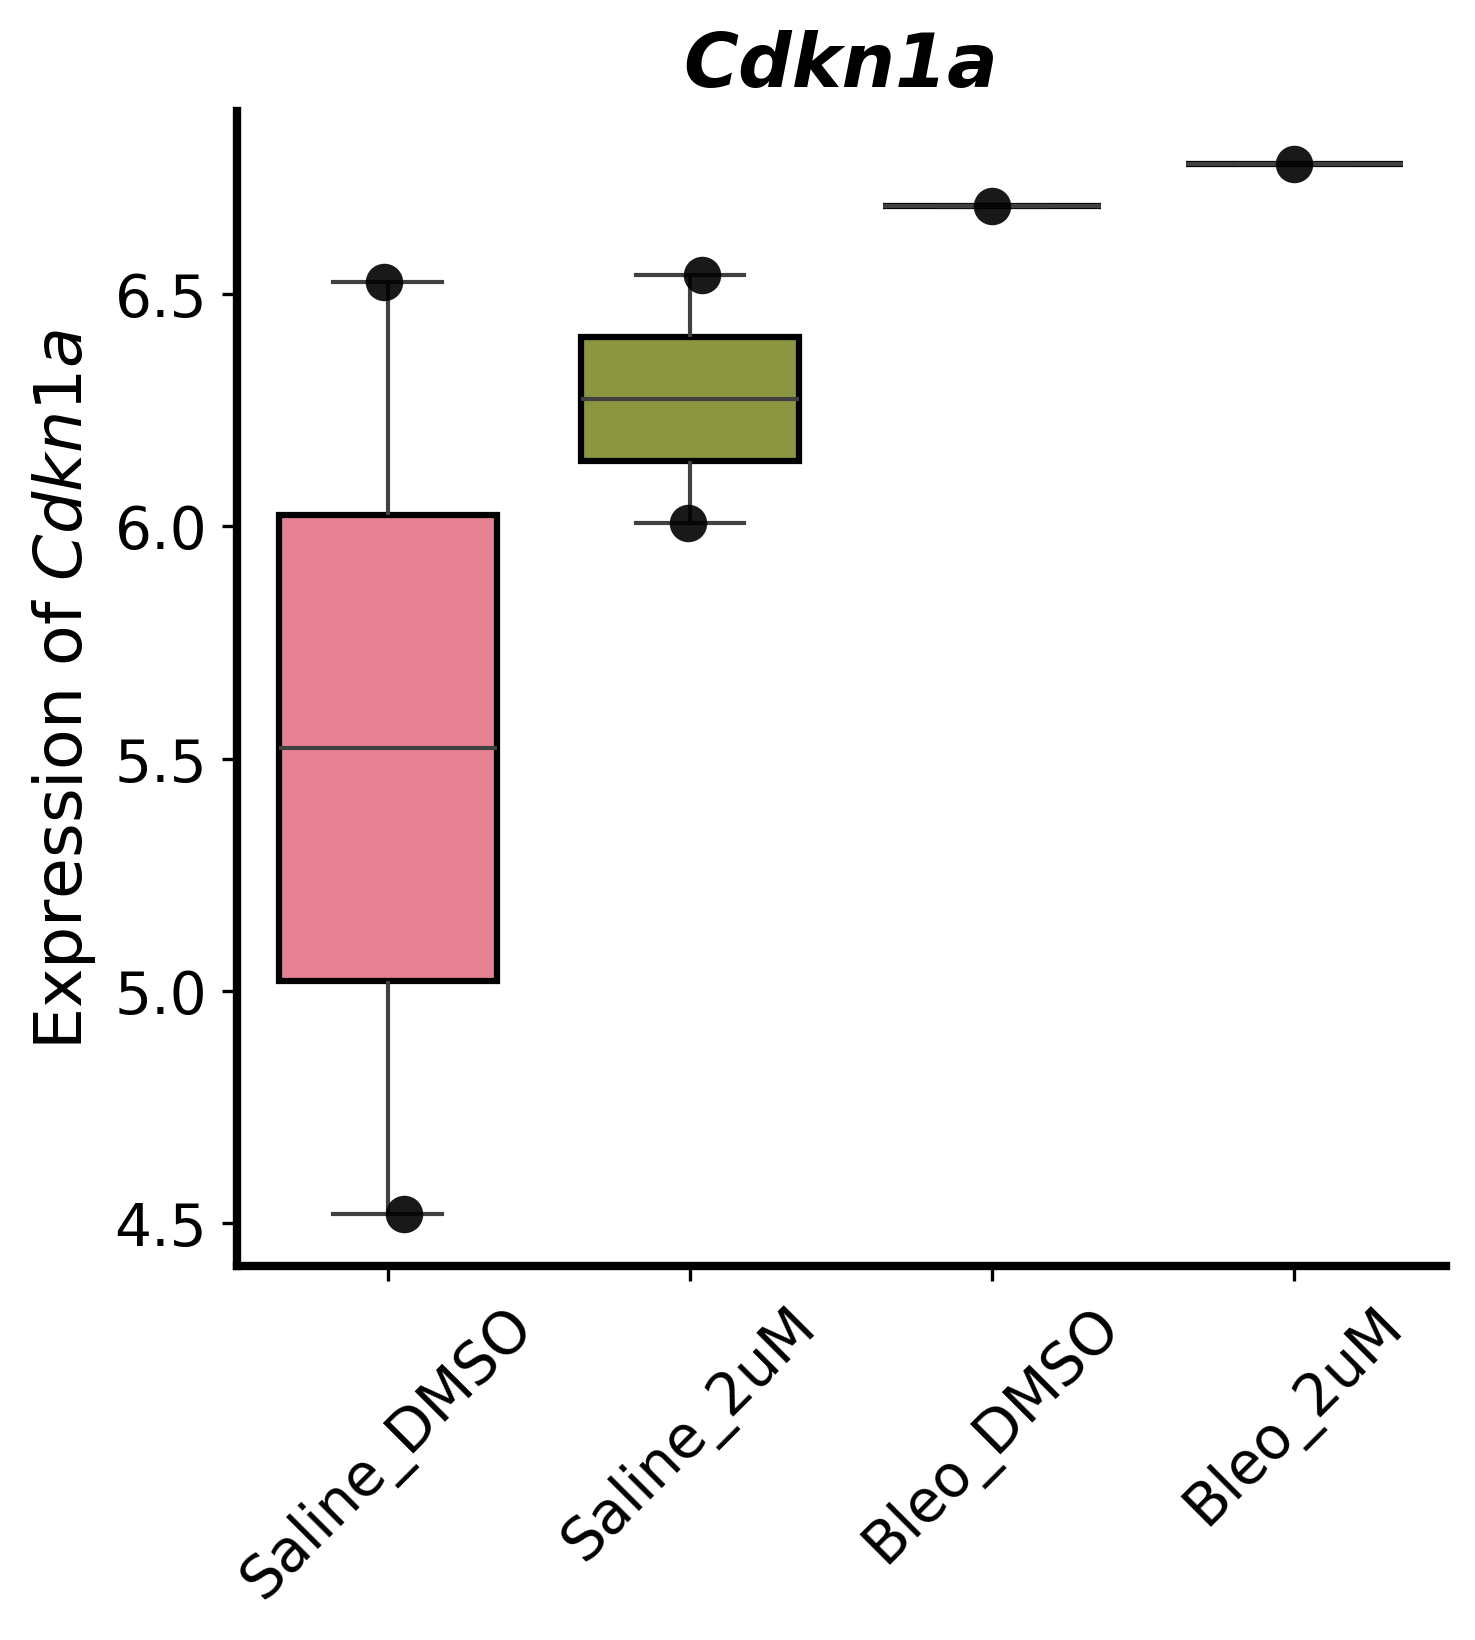 Cdkn1a
Expression of Cdkn1a
6.5
6.0
5.5
5.0
4.5
Saline_DMSO
Saline_2uM
Bleo_DMSO
Bleo_2uM